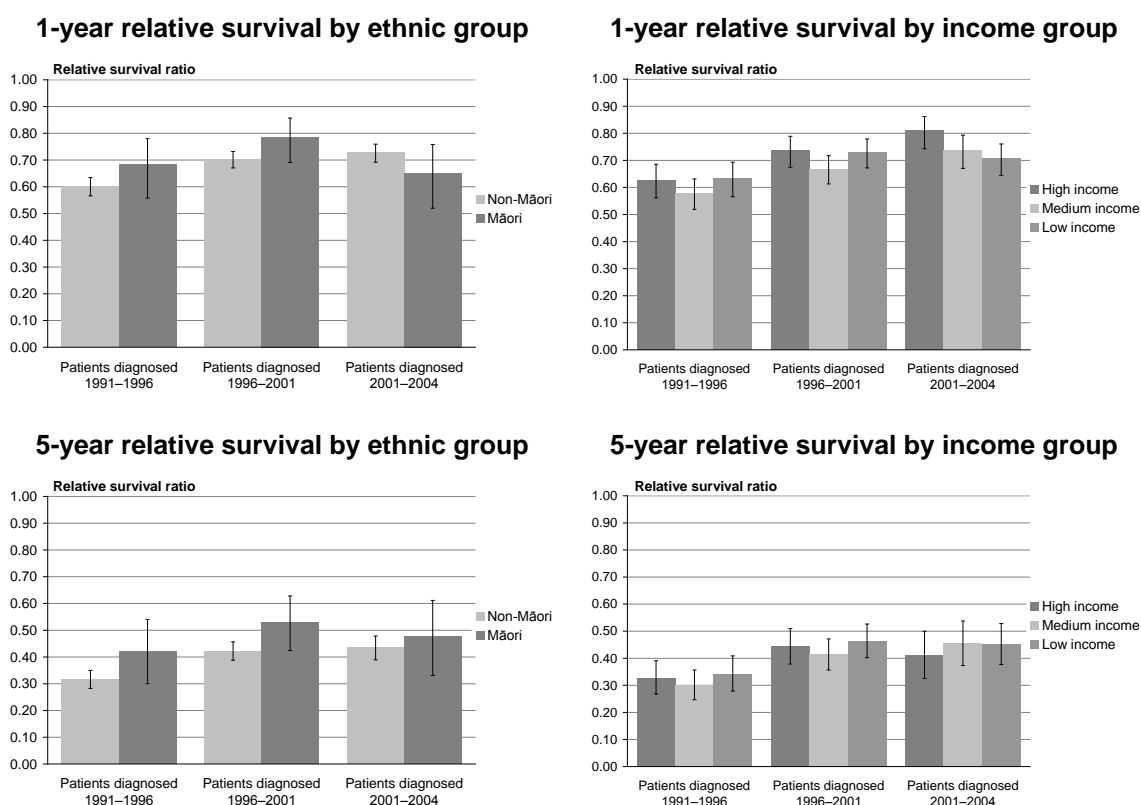 1-year relative survival by ethnic group
Relative survival ratio
1.00
0.90
0.80
0.70
0.60
0.50
0.40
0.30
0.20
0.10
0.00
Patients diagnosed
1991–1996
Patients diagnosed
1996–2001
Patients diagnosed
2001–2004
Non-Māori
Māori
1-year relative survival by income group
Relative survival ratio
1.00
0.90
0.80
0.70
0.60
0.50
0.40
0.30
0.20
0.10
0.00
Patients diagnosed
1991–1996
Patients diagnosed
1996–2001
Patients diagnosed
2001–2004
High income
Medium income
Low income
5-year relative survival by ethnic group
Relative survival ratio
1.00
0.90
0.80
0.70
0.60
0.50
0.40
0.30
0.20
0.10
0.00
Patients diagnosed
1991–1996
Patients diagnosed
1996–2001
Patients diagnosed
2001–2004
Non-Māori
Māori
5-year relative survival by income group
Relative survival ratio
1.00
0.90
0.80
0.70
0.60
0.50
0.40
0.30
0.20
0.10
0.00
Patients diagnosed
1991–1996
Patients diagnosed
1996–2001
Patients diagnosed
2001–2004
High income
Medium income
Low income